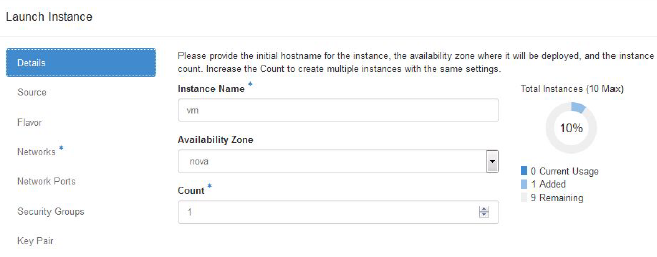 Launch Instance
Details
Source
Flavor
Networks *
Network Ports
Security Groups
Key Pair
Please provide the initial hostname for the instance, the availability zone where it will be deployed, and the instance
count. Increase the Count to create multiple instances with the same settings.
Instance Name *
vm
Availability Zone
nova
Count *
1
Total Instances (10 Max)
10%
0 Current Usage
1 Added
9 Remaining